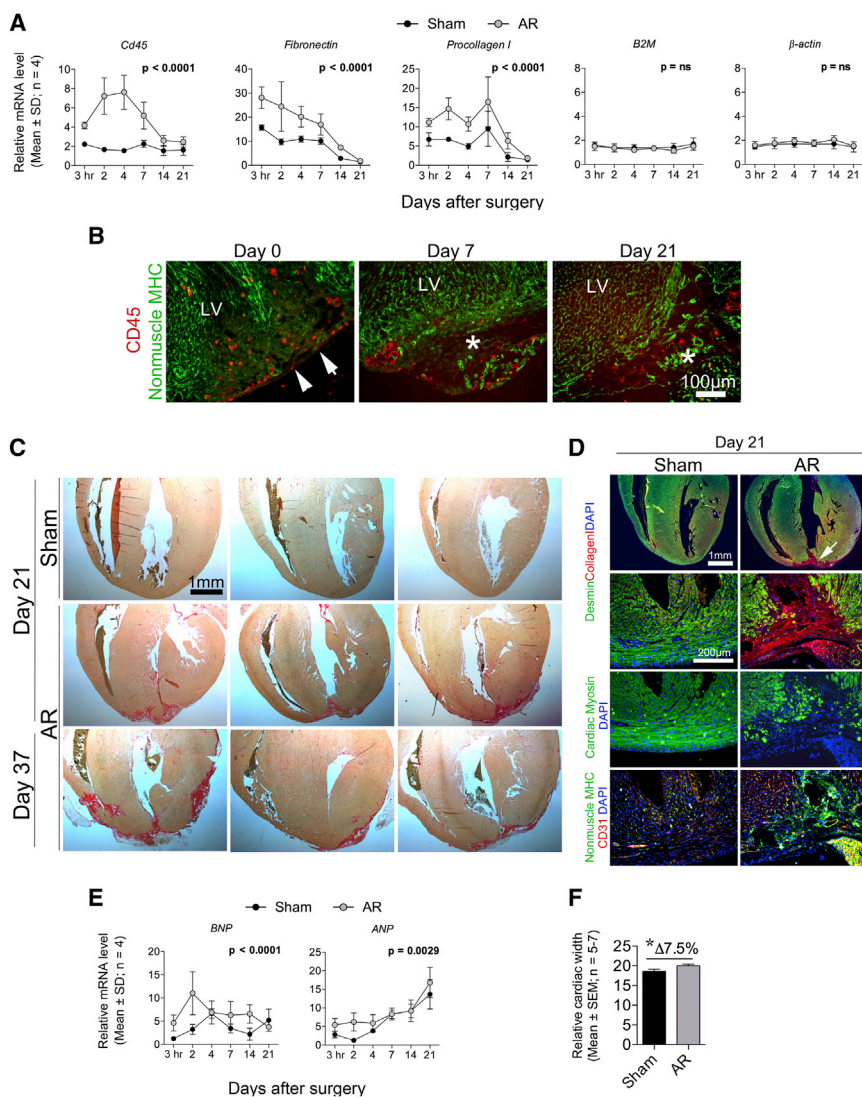 A
Sham AR
Cd45 Fibronectin Procollagen I B2M β-actin
p < 0.0001 p < 0.0001 p < 0.0001 p = ns p = ns
Relative mRNA level
(Mean ± SD; n = 4)
10 8 6 4 2 0
40 30 20 10 0
25 20 15 10 5 0
10 8 6 4 2 0
10 8 6 4 2 0
3 hr 2 4 7 14 21 3 hr 2 4 7 14 21 3 hr 2 4 7 14 21 3 hr 2 4 7 14 21 3 hr 2 4 7 14 21
Days after surgery
B
Day 0 Day 7 Day 21
CD45
Nonmuscle MHC
LV LV LV
* *
100µm
C
Day 21
Sham
1mm
AR
Day 37
D
Day 21
Sham AR
DesminCollagenIDAPI
1mm 1mm
200µm
Cardiac Myosin
DAPI
Nonmuscle MHC
CD31 DAPI
E
Sham AR
BNP ANP
p < 0.0001 p = 0.0029
Relative mRNA level
(Mean ± SD; n = 4)
20 15 10 5 0
25 20 15 10 5 0
3 hr 2 4 7 14 21 3 hr 2 4 7 14 21
Days after surgery
F
Relative cardiac width
(Mean ± SEM; n = 5-7)
*Δ7.5%
25
20
20
15
10
5
0
Sham AR